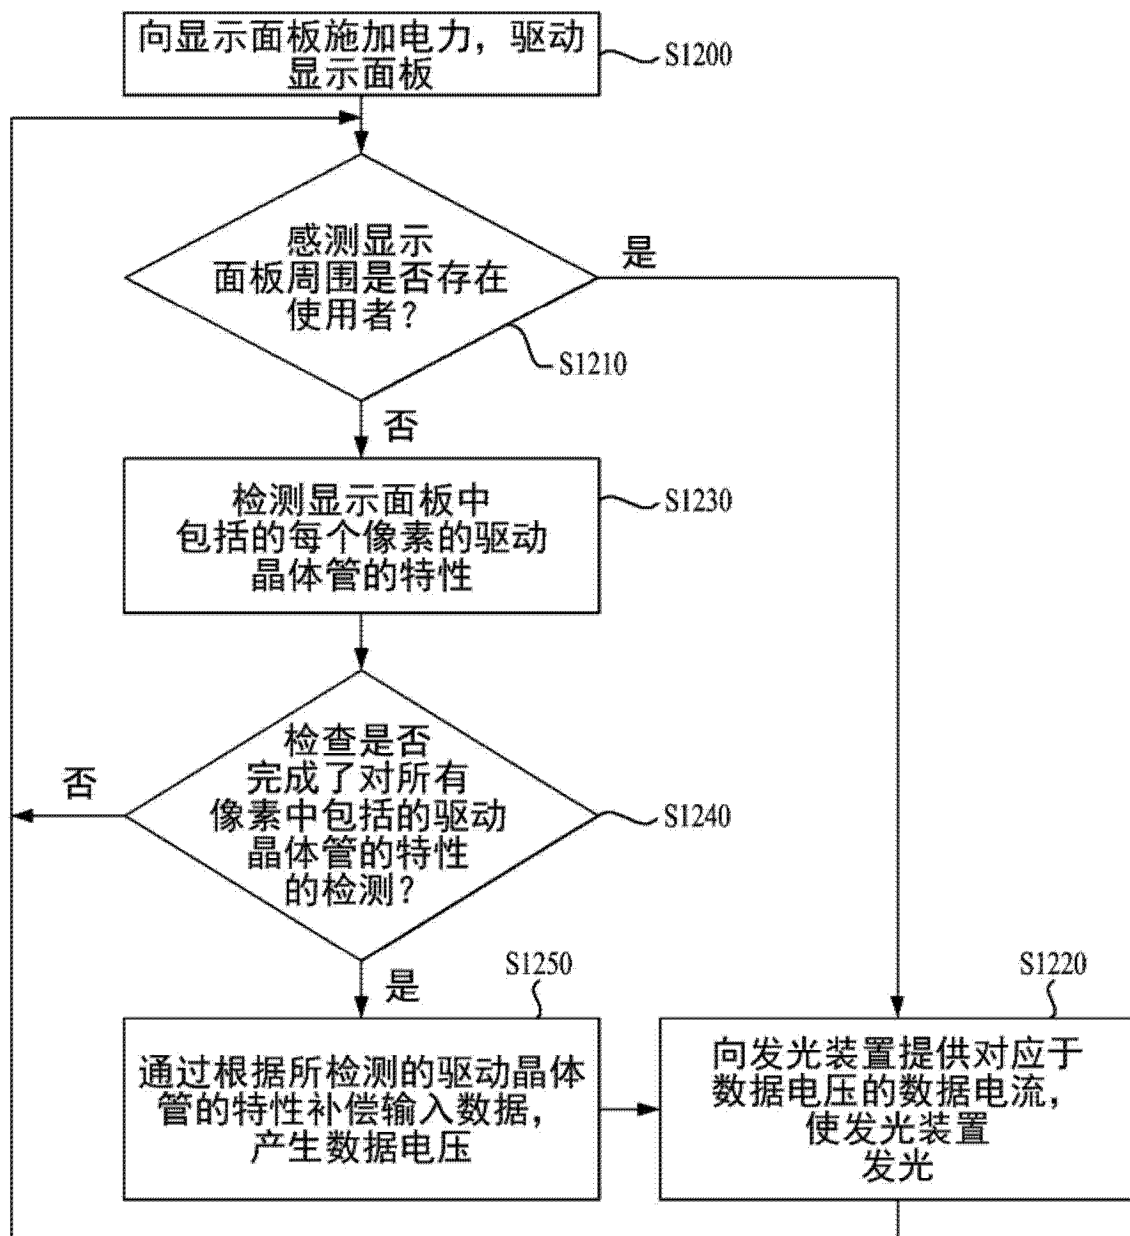 向显示面板施加电力，驱动
显示面板
S1200
感测显示
面板周围是否存在
使用者？
是
S1210
否
检测显示面板中
包括的每个像素的驱动
晶体管的特性
S1230
检查是否
完成了对所有
像素中包括的驱动
晶体管的特性
的检测？
否
S1240
是
S1250
通过根据所检测的驱动晶体
管的特性补偿输入数据，
产生数据电压
S1220
向发光装置提供对应于
数据电压的数据电流，
使发光装置
发光